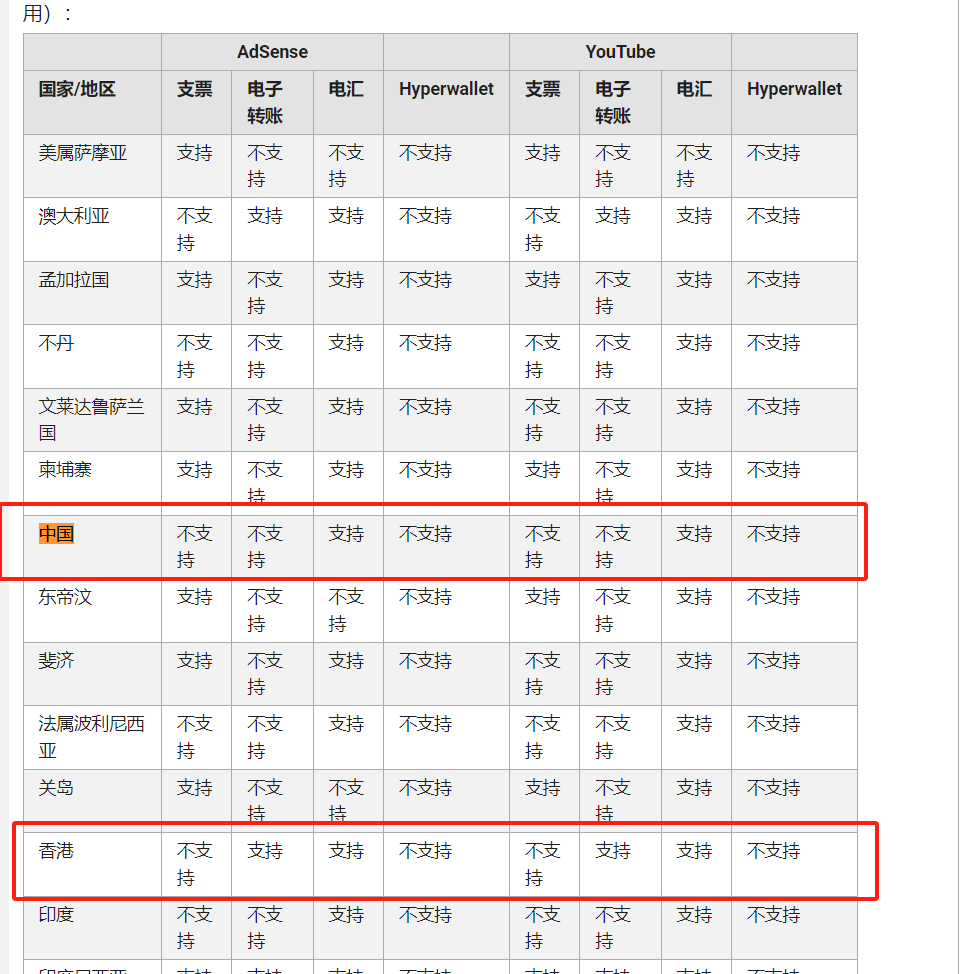 用）：
AdSense YouTube
国家/地区 支票 电子 电汇 Hyperwallet 支票 电子 电汇 Hyperwallet
转账 转账
美属萨摩亚 支持 不支 不支 不支持 支持 不支 不支 不支持
持 持 持 持
澳大利亚 不支 支持 支持 不支持 不支 支持 支持 不支持
持 持
孟加拉国 支持 不支 支持 不支持 支持 不支 支持 不支持
持 持
不丹 不支 不支 支持 不支持 不支 不支 支持 不支持
持 持 持 持
文莱达鲁萨兰 支持 不支 支持 不支持 不支 不支 支持 不支持
国 持 持 持
柬埔寨 支持 不支 支持 不支持 支持 不支 支持 不支持
持 持
中国 不支 不支 支持 不支持 不支 不支 支持 不支持
持 持 持 持
东帝汶 支持 不支 不支 不支持 支持 不支 支持 不支持
持 持 持
斐济 支持 不支 支持 不支持 不支 不支 支持 不支持
持 持 持
法属波利尼西 不支 不支 支持 不支持 不支 不支 支持 不支持
亚 持 持 持 持
关岛 支持 不支 不支 不支持 支持 不支 支持 不支持
持 持 持
香港 不支 支持 支持 不支持 不支 支持 支持 不支持
持 持
印度 不支 不支 支持 不支持 不支 不支 支持 不支持
持 持 持 持